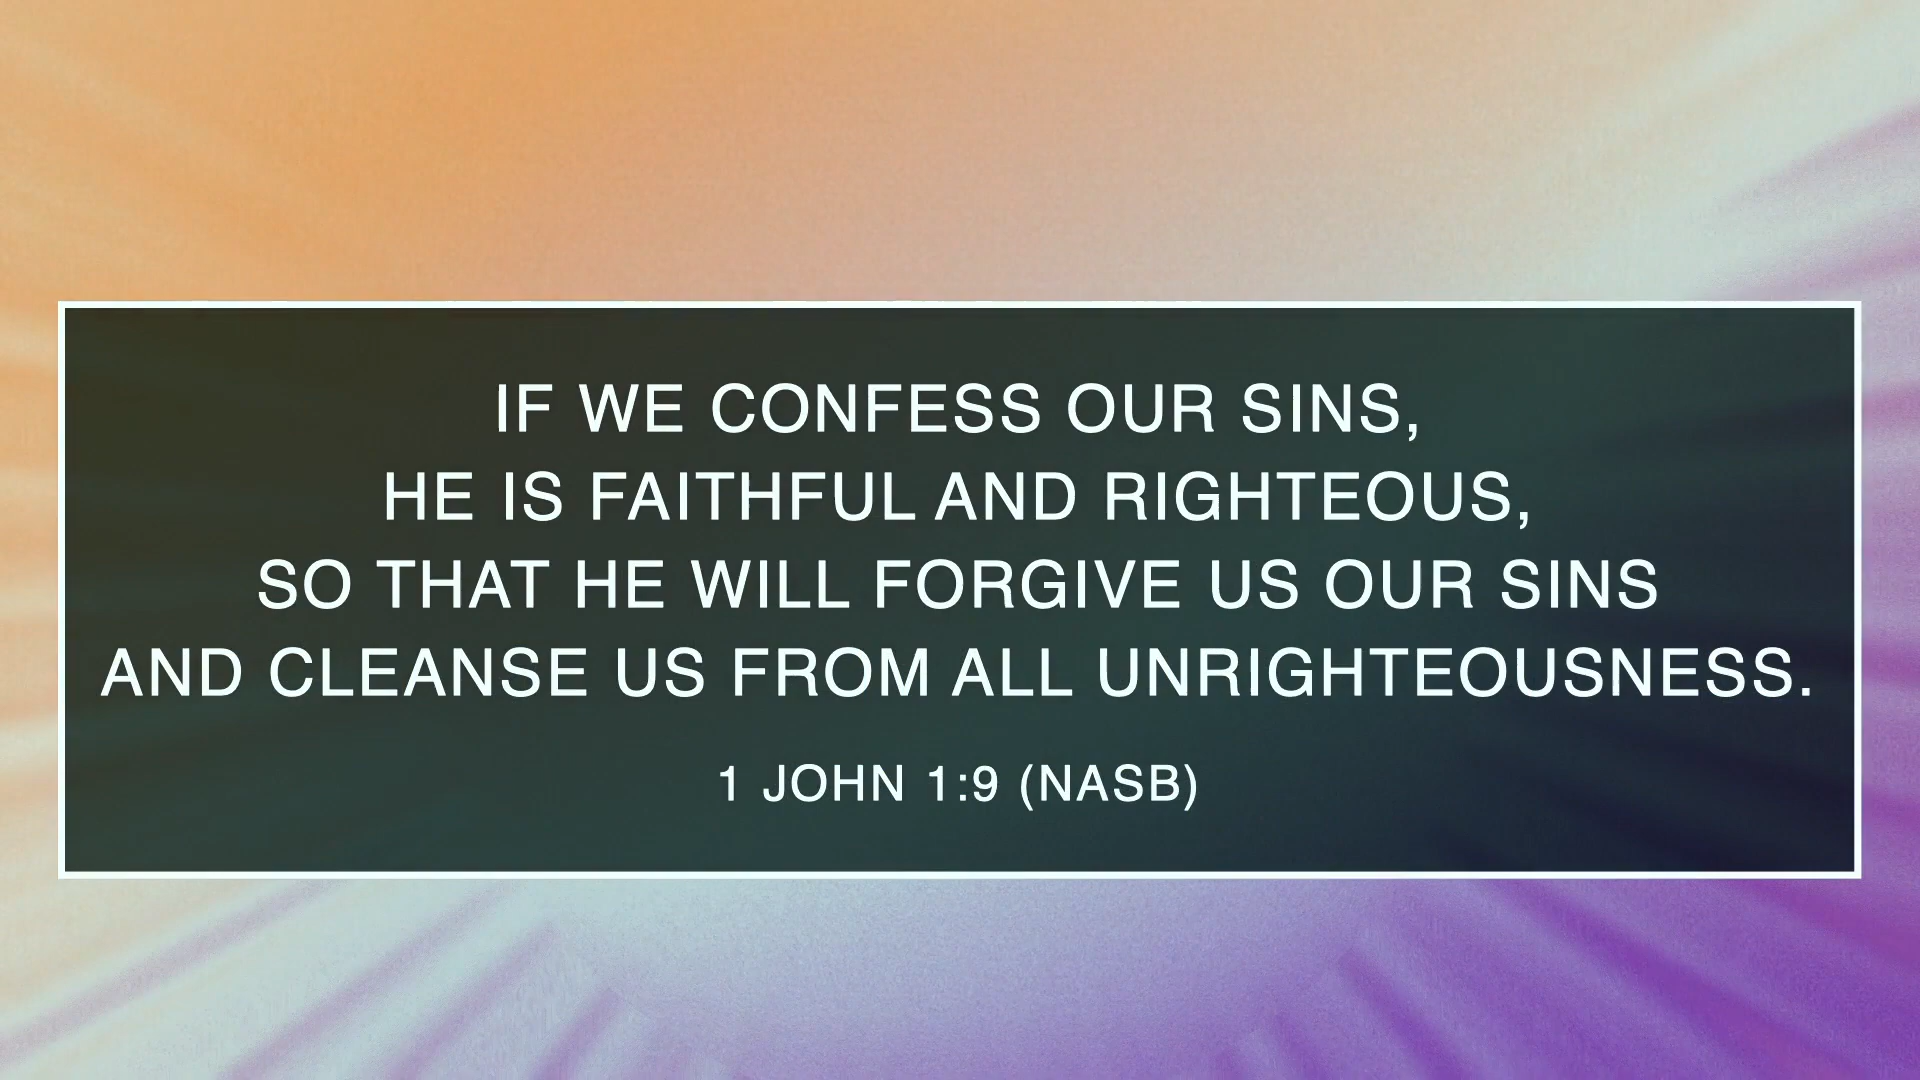 IF WE CONFESS OUR SINS,
HE IS FAITHFUL AND RIGHTEOUS,
SO THAT HE WILL FORGIVE US OUR SINS
AND CLEANSE US FROM ALL UNRIGHTEOUSNESS.
1 JOHN 1:9 (NASB)